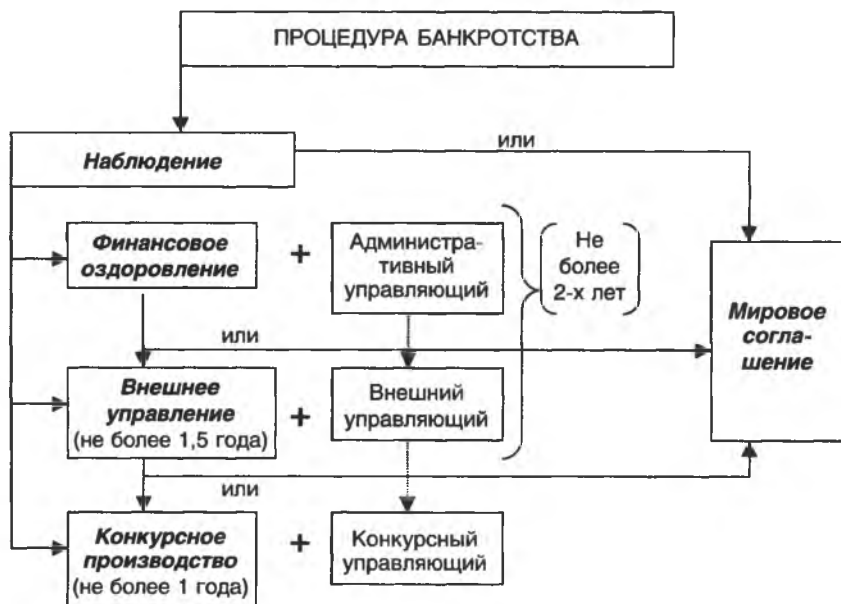 ПРОЦЕДУРА БАНКРОТСТВА
Наблюдение
или
Финансовое
оздоровление
+
Администра-
тивный
управляющий
Не
более
2-х лет
Мировое
согла-
шение
или
Внешнее
управление
(не более 1,5 года)
+
Внешний
управляющий
или
Конкурсное
производство
(не более 1 года)
+
Конкурсный
управляющий